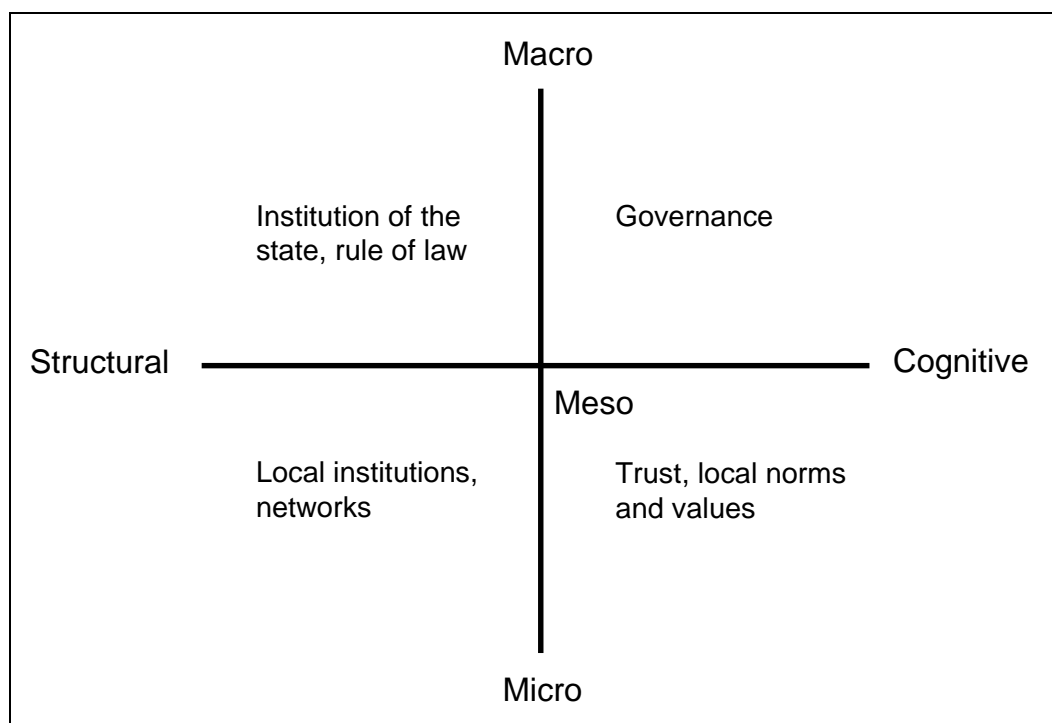 Macro
Institution of the
state, rule of law
Governance
Structural
Cognitive
Meso
Local institutions,
networks
Trust, local norms
and values
Micro